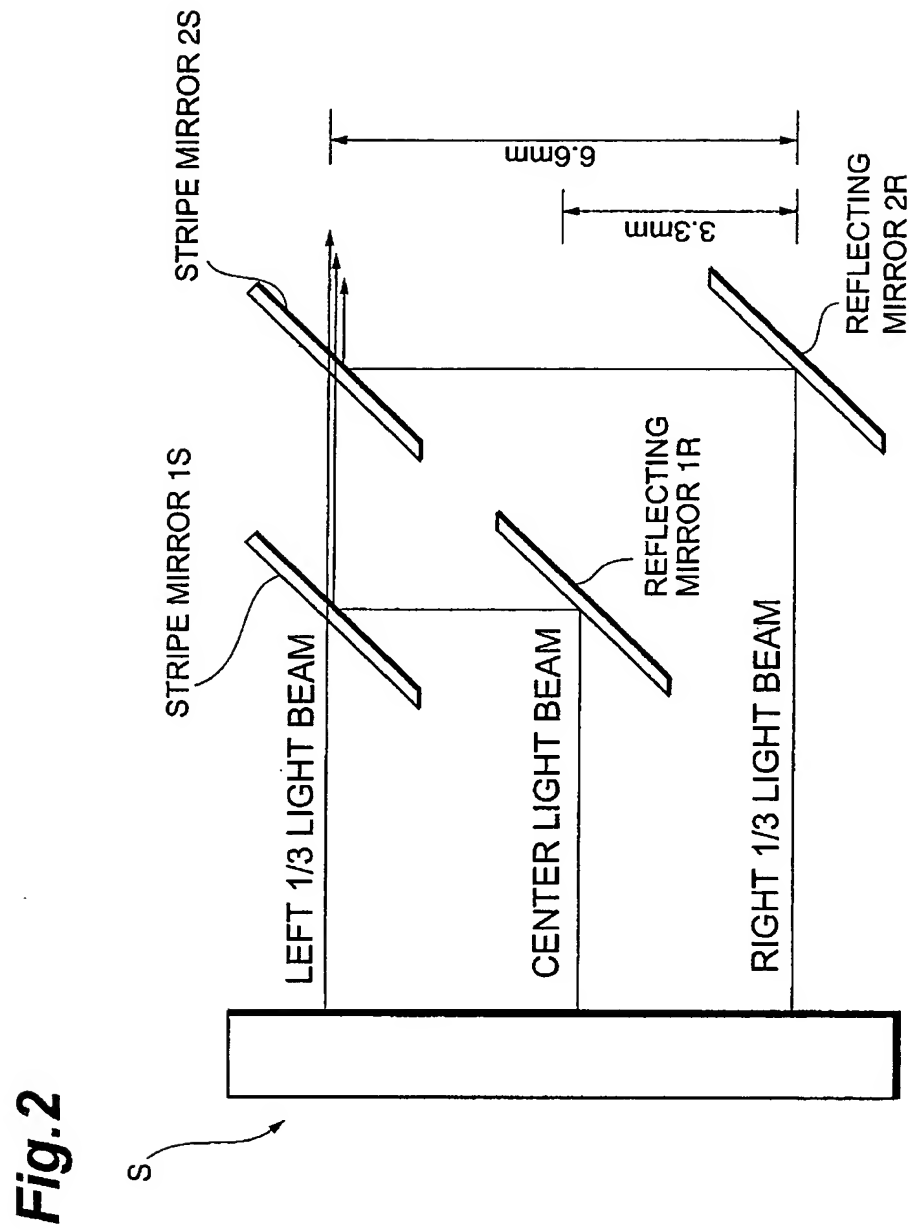 Fig.2
S
STRIPE MIRROR 1S
STRIPE MIRROR 2S
LEFT 1/3 LIGHT BEAM
CENTER LIGHT BEAM
RIGHT 1/3 LIGHT BEAM
REFLECTING
MIRROR 1R
REFLECTING
MIRROR 2R
6.6mm
3.3mm